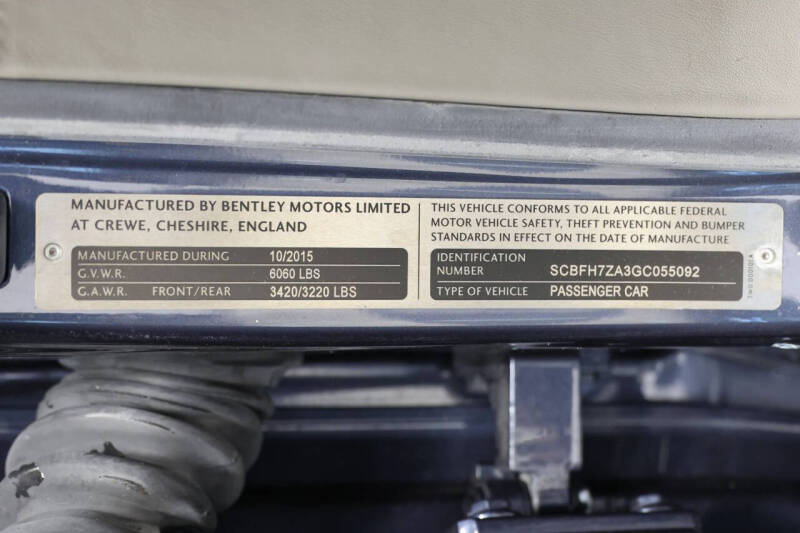 MANUFACTURED BY BENTLEY MOTORS LIMITED
AT CREWE, CHESHIRE, ENGLAND
MANUFACTURED DURING 10/2015
G.V.W.R. 6060 LBS
G.A.W.R. FRONT/REAR 3420/3220 LBS
THIS VEHICLE CONFORMS TO ALL APPLICABLE FEDERAL
MOTOR VEHICLE SAFETY, THEFT PREVENTION AND BUMPER
STANDARDS IN EFFECT ON THE DATE OF MANUFACTURE
IDENTIFICATION
NUMBER SCBFH7ZA3GC055092
TYPE OF VEHICLE PASSENGER CAR